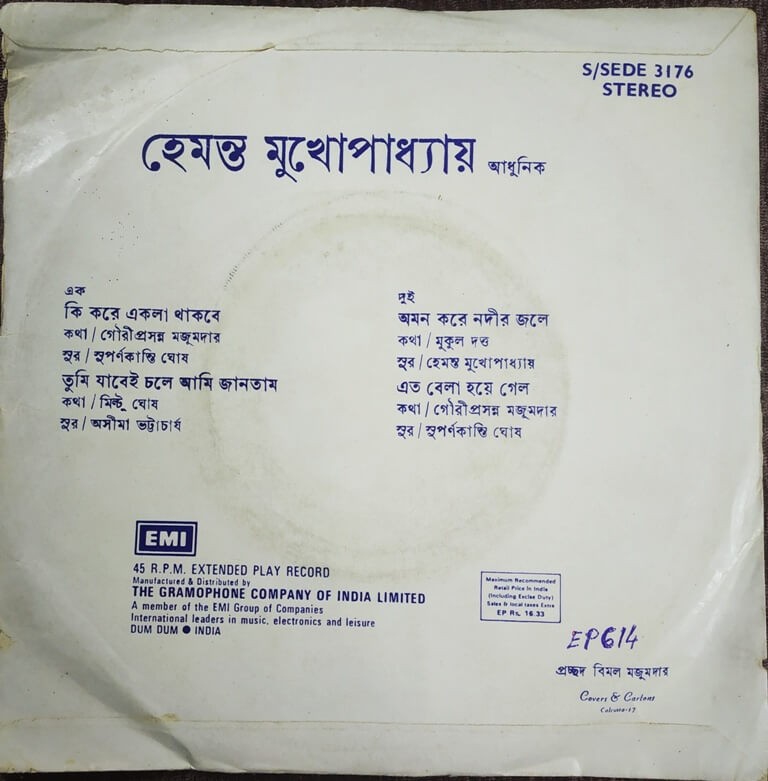 S/SEDE 3176
STEREO
হেমন্ত মুখোপাধ্যায় আধুনিক
এক
কি করে একলা থাকবে
কথা / গৌরীপ্রসন্ন মজুমদার
সুর / সুপর্ণকান্তি ঘোষ
তুমি যাবেই চলে আমি জানতাম
কথা / মিল্টু ঘোষ
সুর / অসীমা ভট্টাচার্য
দুই
অমন করে নদীর জলে
কথা / মুকুল দত্ত
সুর / হেমন্ত মুখোপাধ্যায়
এত বেলা হয়ে গেল
কথা / গৌরীপ্রসন্ন মজুমদার
সুর / সুপর্ণকান্তি ঘোষ
EMI
45 R.P.M. EXTENDED PLAY RECORD
Manufactured & Distributed by
THE GRAMOPHONE COMPANY OF INDIA LIMITED
A member of the EMI Group of Companies
International leaders in music, electronics and leisure
DUM DUM ● INDIA
Maximum Recommended
Retail Price in India
(Including Excise Duty)
Sales & local taxes Extra
EP Rs. 16.33
EP614
প্রচ্ছদ বিমল মজুমদার
Covers & Cartons
Calcutta-17